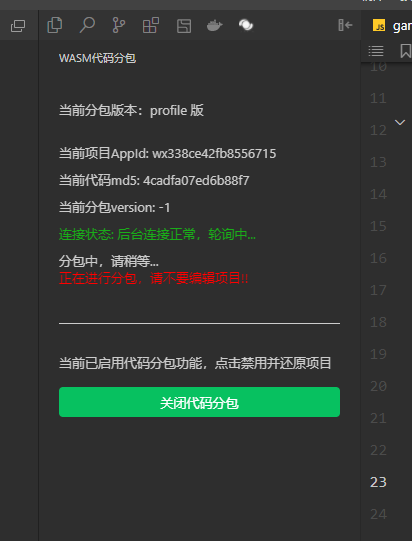 JS gar
WASM代码分包
当前分包版本：profile 版
当前项目AppId: wx338ce42fb8556715
当前代码md5: 4cadfa07ed6b88f7
当前分包version: -1
连接状态: 后台连接正常，轮询中...
分包中，请稍等...
正在进行分包，请不要编辑项目!!
当前已启用代码分包功能，点击禁用并还原项目
关闭代码分包
10
11
12
13
14
15
16
17
18
19
20
21
22
23
24